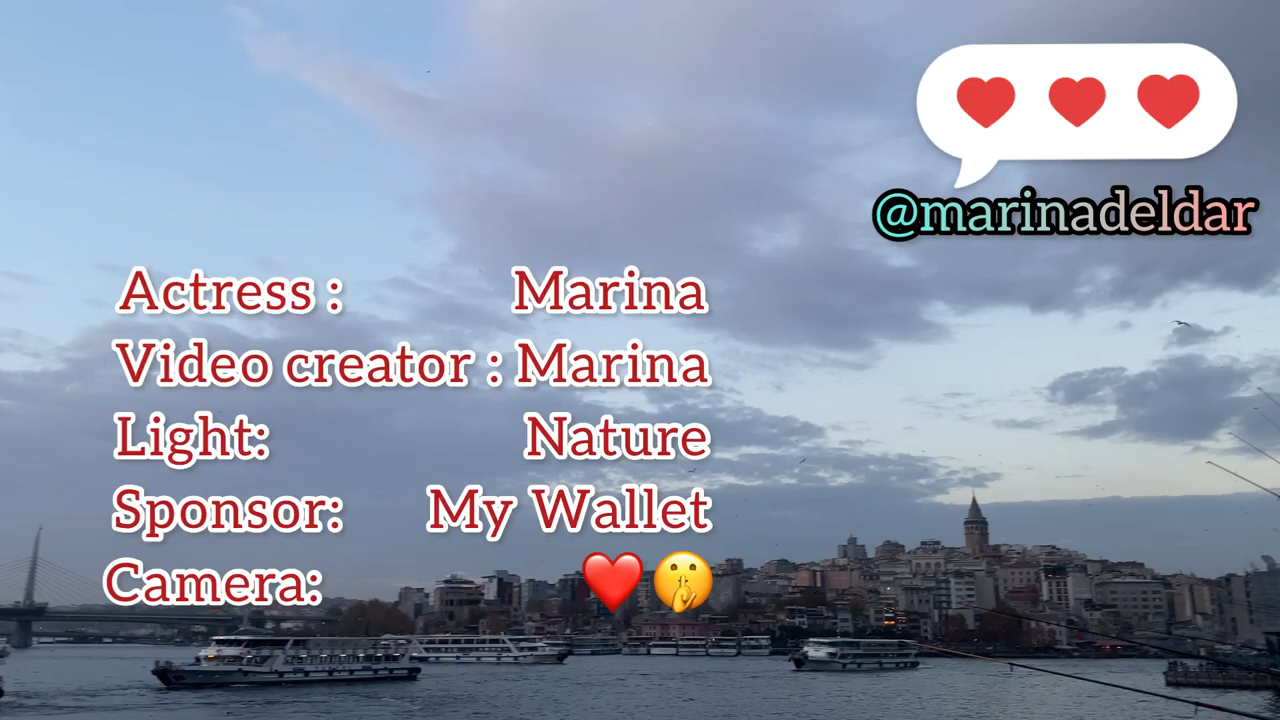 @marinadeldar
Actress : Marina
Video creator : Marina
Light: Nature
Sponsor: My Wallet
Camera: ❤️🤫